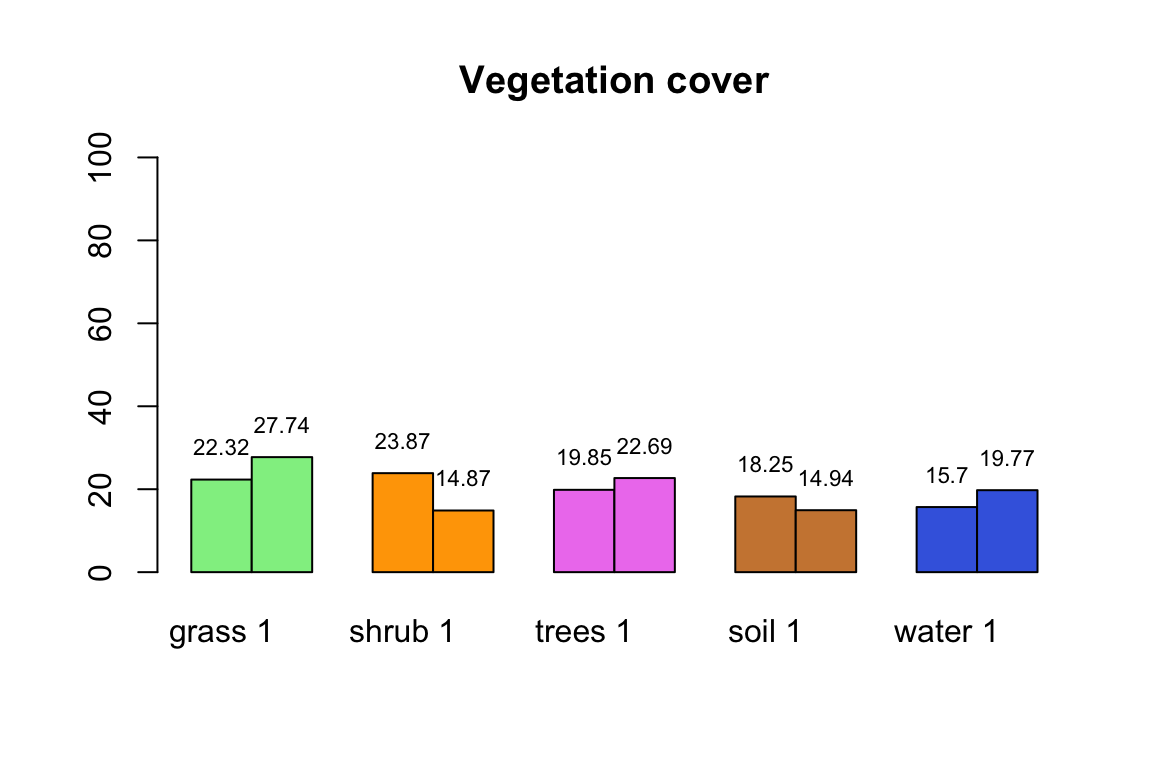 Vegetation cover
100
80
60
40
20
0
22.32 27.74 23.87 14.87 19.85 22.69 18.25 14.94 15.7 19.77
grass 1 shrub 1 trees 1 soil 1 water 1